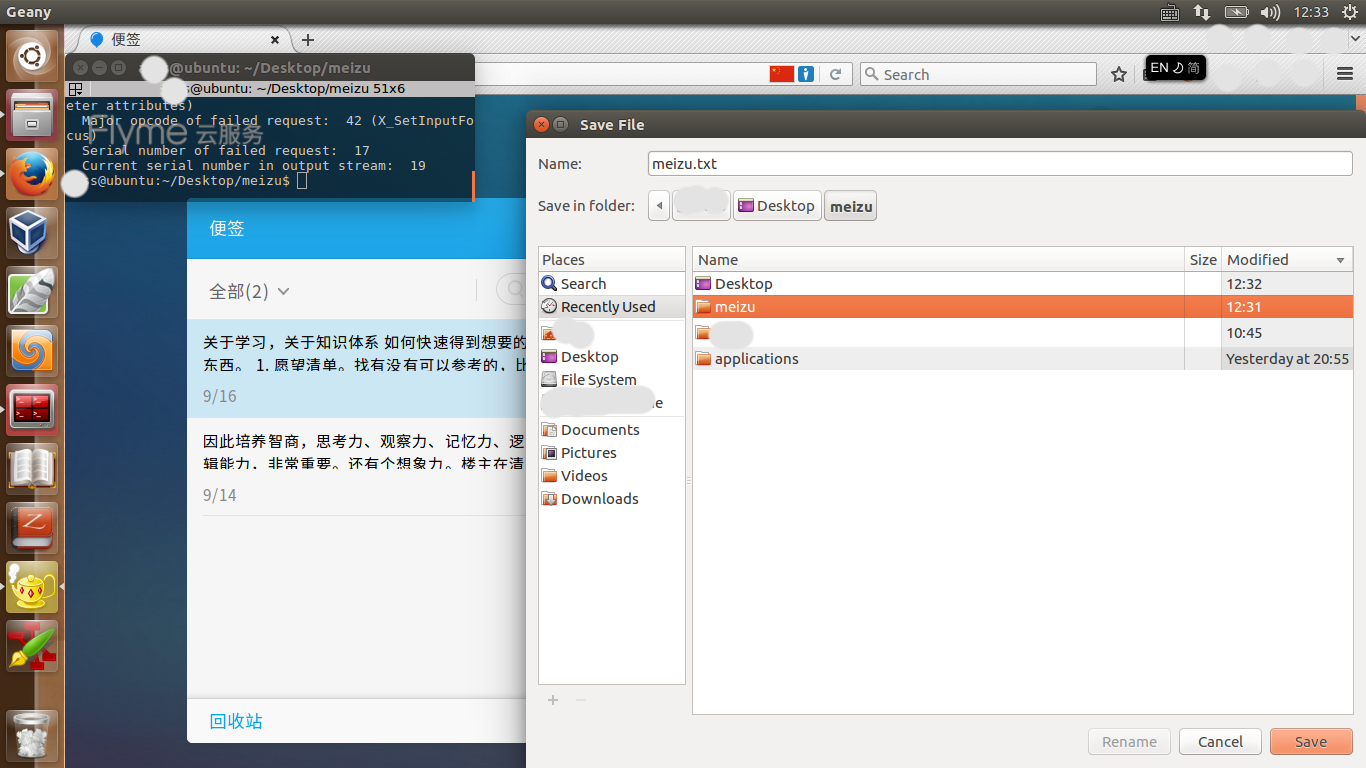 Geany
12:33
便签
@ubuntu: ~/Desktop/meizu
s@ubuntu: ~/Desktop/meizu 51x6
eter attributes)
Major opcode of failed request: 42 (X_SetInputFo
cus)
Serial number of failed request: 17
Current serial number in output stream: 19
s@ubuntu:~/Desktop/meizu$
Flyme 云服务
Search
EN 简
便签
全部(2)
关于学习，关于知识体系 如何快速得到想要的
东西。 1. 愿望清单。找有没有可以参考的，比
9/16
因此培养智商，思考力、观察力、记忆力、逻
辑能力，非常重要。还有个想象力。楼主在清
9/14
回收站
Save File
Name:
meizu.txt
Save in folder:
Desktop
meizu
Places
Search
Recently Used
Desktop
File System
e
Documents
Pictures
Videos
Downloads
Name Size Modified
Desktop 12:32
meizu 12:31
10:45
applications Yesterday at 20:55
Rename
Cancel
Save